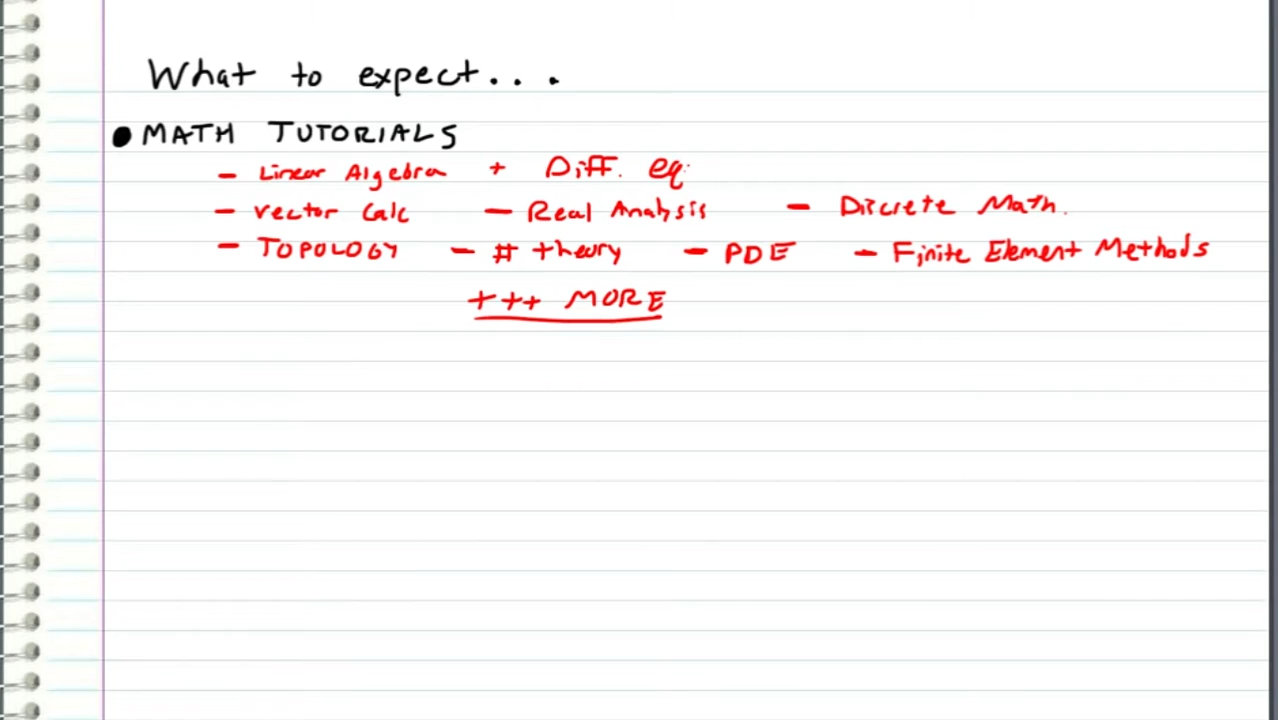 What to expect...
• MATH TUTORIALS
- Linear Algebra + Diff. eq.
- Vector Calc - Real Analysis - Discrete Math.
- TOPOLOGY - # theory - PDE - Finite Element Methods
+++ MORE